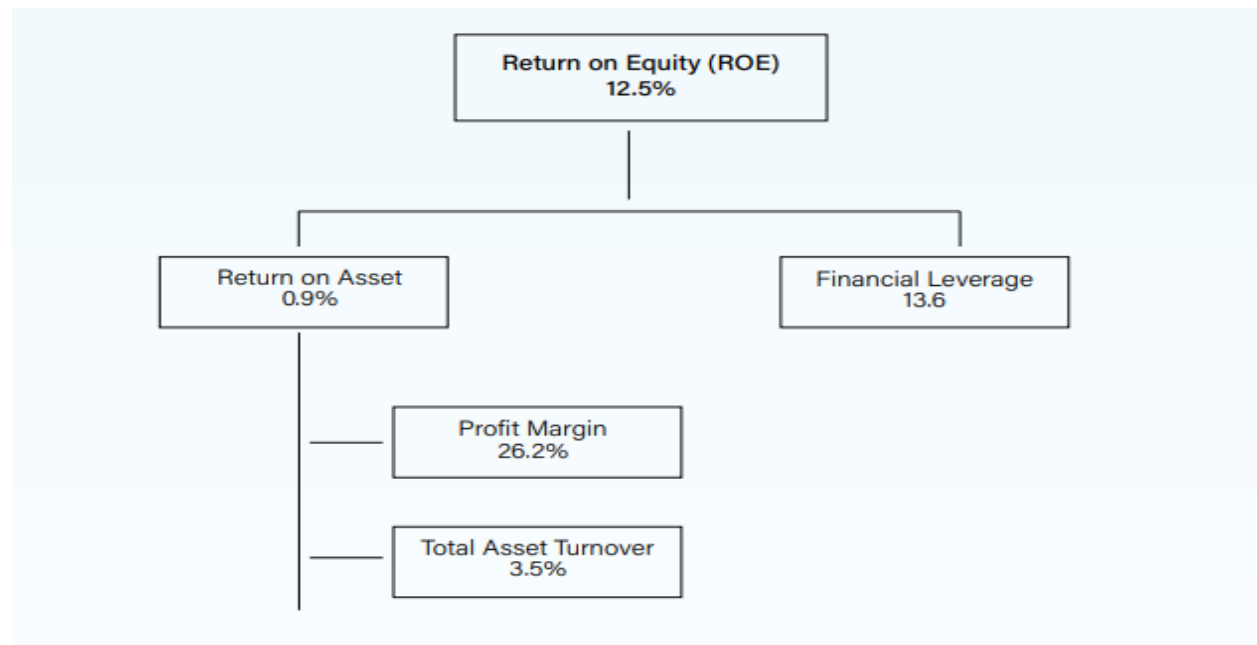 Return on Equity (ROE)
12.5%
Return on Asset
0.9%
Financial Leverage
13.6
Profit Margin
26.2%
Total Asset Turnover
3.5%